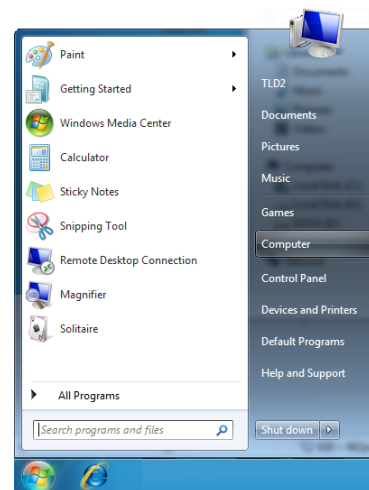 Paint
Getting Started
Windows Media Center
Calculator
Sticky Notes
Snipping Tool
Remote Desktop Connection
Magnifier
Solitaire
All Programs
Search programs and files
TLD2
Documents
Pictures
Music
Games
Computer
Control Panel
Devices and Printers
Default Programs
Help and Support
Shut down